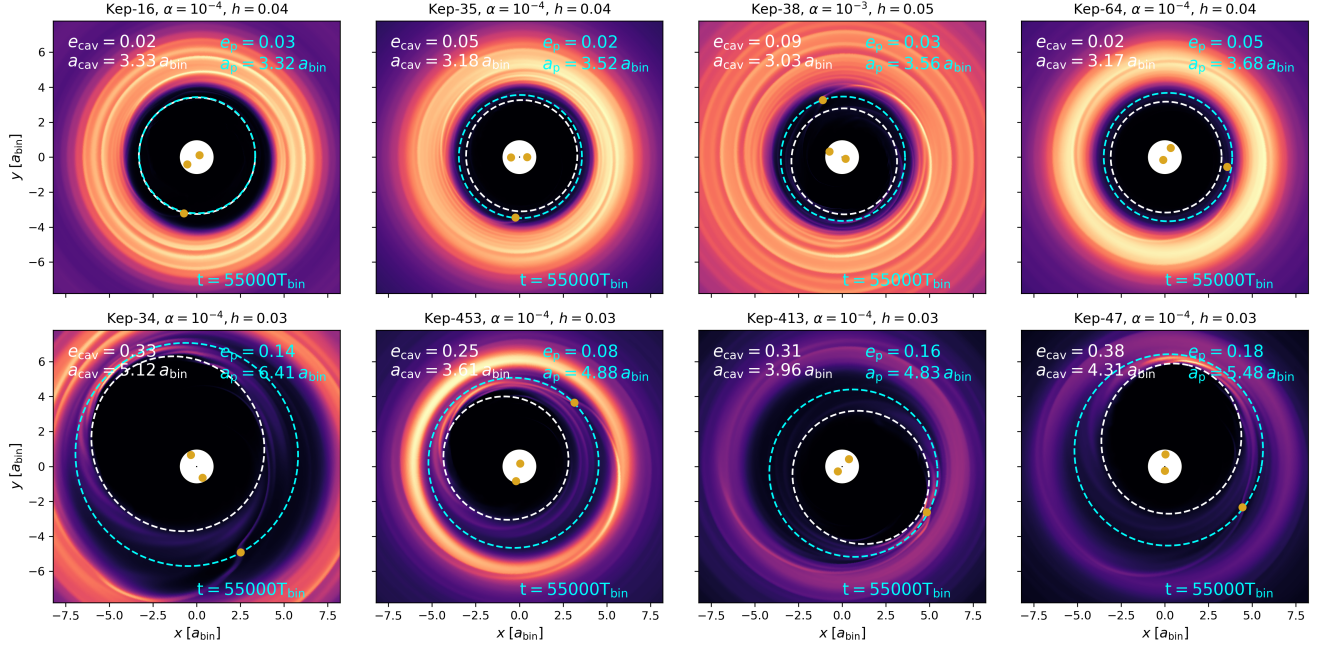 Kep-16, α = 10⁻⁴, h = 0.04
e_cav = 0.02
e_p = 0.03
a_cav = 3.33 a_bin
a_p = 3.32 a_bin
t = 55000T_bin
6
4
2
0
−2
−4
−6
y [a_bin]
Kep-35, α = 10⁻⁴, h = 0.04
e_cav = 0.05
e_p = 0.02
a_cav = 3.18 a_bin
a_p = 3.52 a_bin
t = 55000T_bin
Kep-38, α = 10⁻³, h = 0.05
e_cav = 0.09
e_p = 0.03
a_cav = 3.03 a_bin
a_p = 3.56 a_bin
t = 55000T_bin
Kep-64, α = 10⁻⁴, h = 0.04
e_cav = 0.02
e_p = 0.05
a_cav = 3.17 a_bin
a_p = 3.68 a_bin
t = 55000T_bin
Kep-34, α = 10⁻⁴, h = 0.03
e_cav = 0.33
e_p = 0.14
a_cav = 5.12 a_bin
a_p = 6.41 a_bin
t = 55000T_bin
6
4
2
0
−2
−4
−6
y [a_bin]
−7.5 −5.0 −2.5 0.0 2.5 5.0 7.5
x [a_bin]
Kep-453, α = 10⁻⁴, h = 0.03
e_cav = 0.25
e_p = 0.08
a_cav = 3.61 a_bin
a_p = 4.88 a_bin
t = 55000T_bin
−7.5 −5.0 −2.5 0.0 2.5 5.0 7.5
x [a_bin]
Kep-413, α = 10⁻⁴, h = 0.03
e_cav = 0.31
e_p = 0.16
a_cav = 3.96 a_bin
a_p = 4.83 a_bin
t = 55000T_bin
−7.5 −5.0 −2.5 0.0 2.5 5.0 7.5
x [a_bin]
Kep-47, α = 10⁻⁴, h = 0.03
e_cav = 0.38
e_p = 0.18
a_cav = 4.31 a_bin
a_p = 5.48 a_bin
t = 55000T_bin
−7.5 −5.0 −2.5 0.0 2.5 5.0 7.5
x [a_bin]